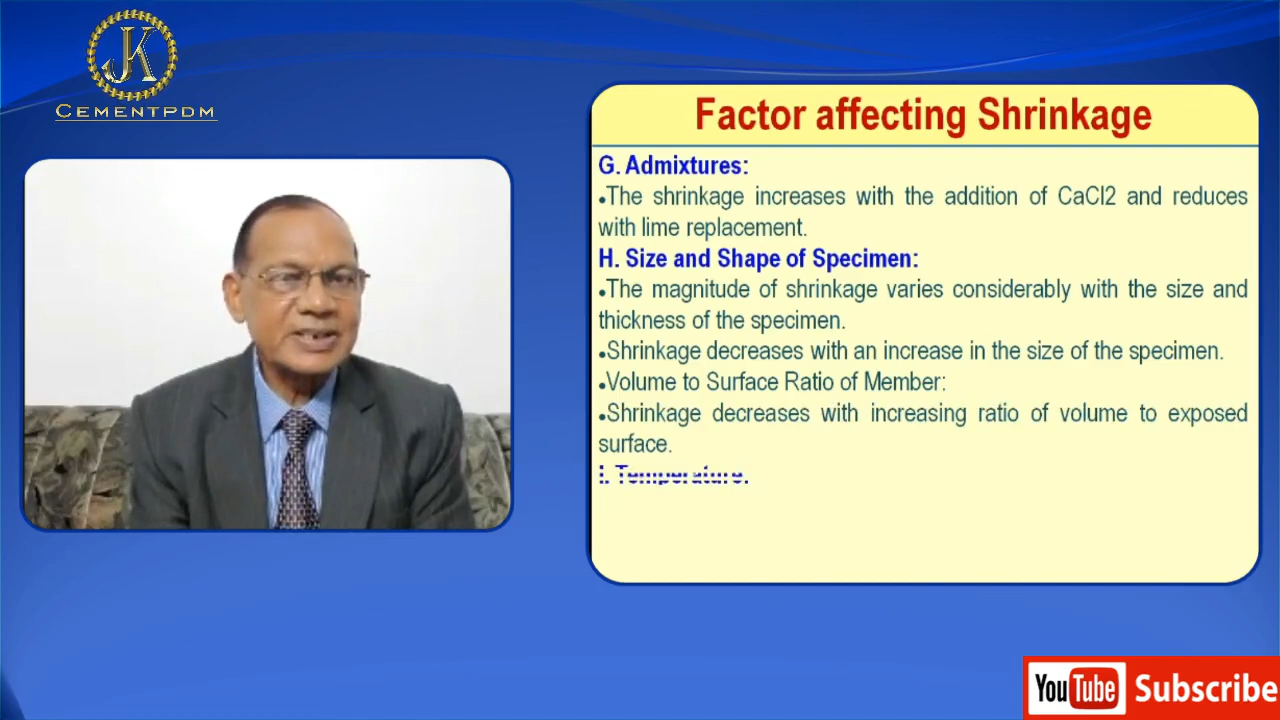 JK
CEMENTPDM
Factor affecting Shrinkage
G. Admixtures:
•The shrinkage increases with the addition of CaCl2 and reduces
with lime replacement.
H. Size and Shape of Specimen:
•The magnitude of shrinkage varies considerably with the size and
thickness of the specimen.
•Shrinkage decreases with an increase in the size of the specimen.
•Volume to Surface Ratio of Member:
•Shrinkage decreases with increasing ratio of volume to exposed
surface.
I. Temperature:
YouTube Subscribe